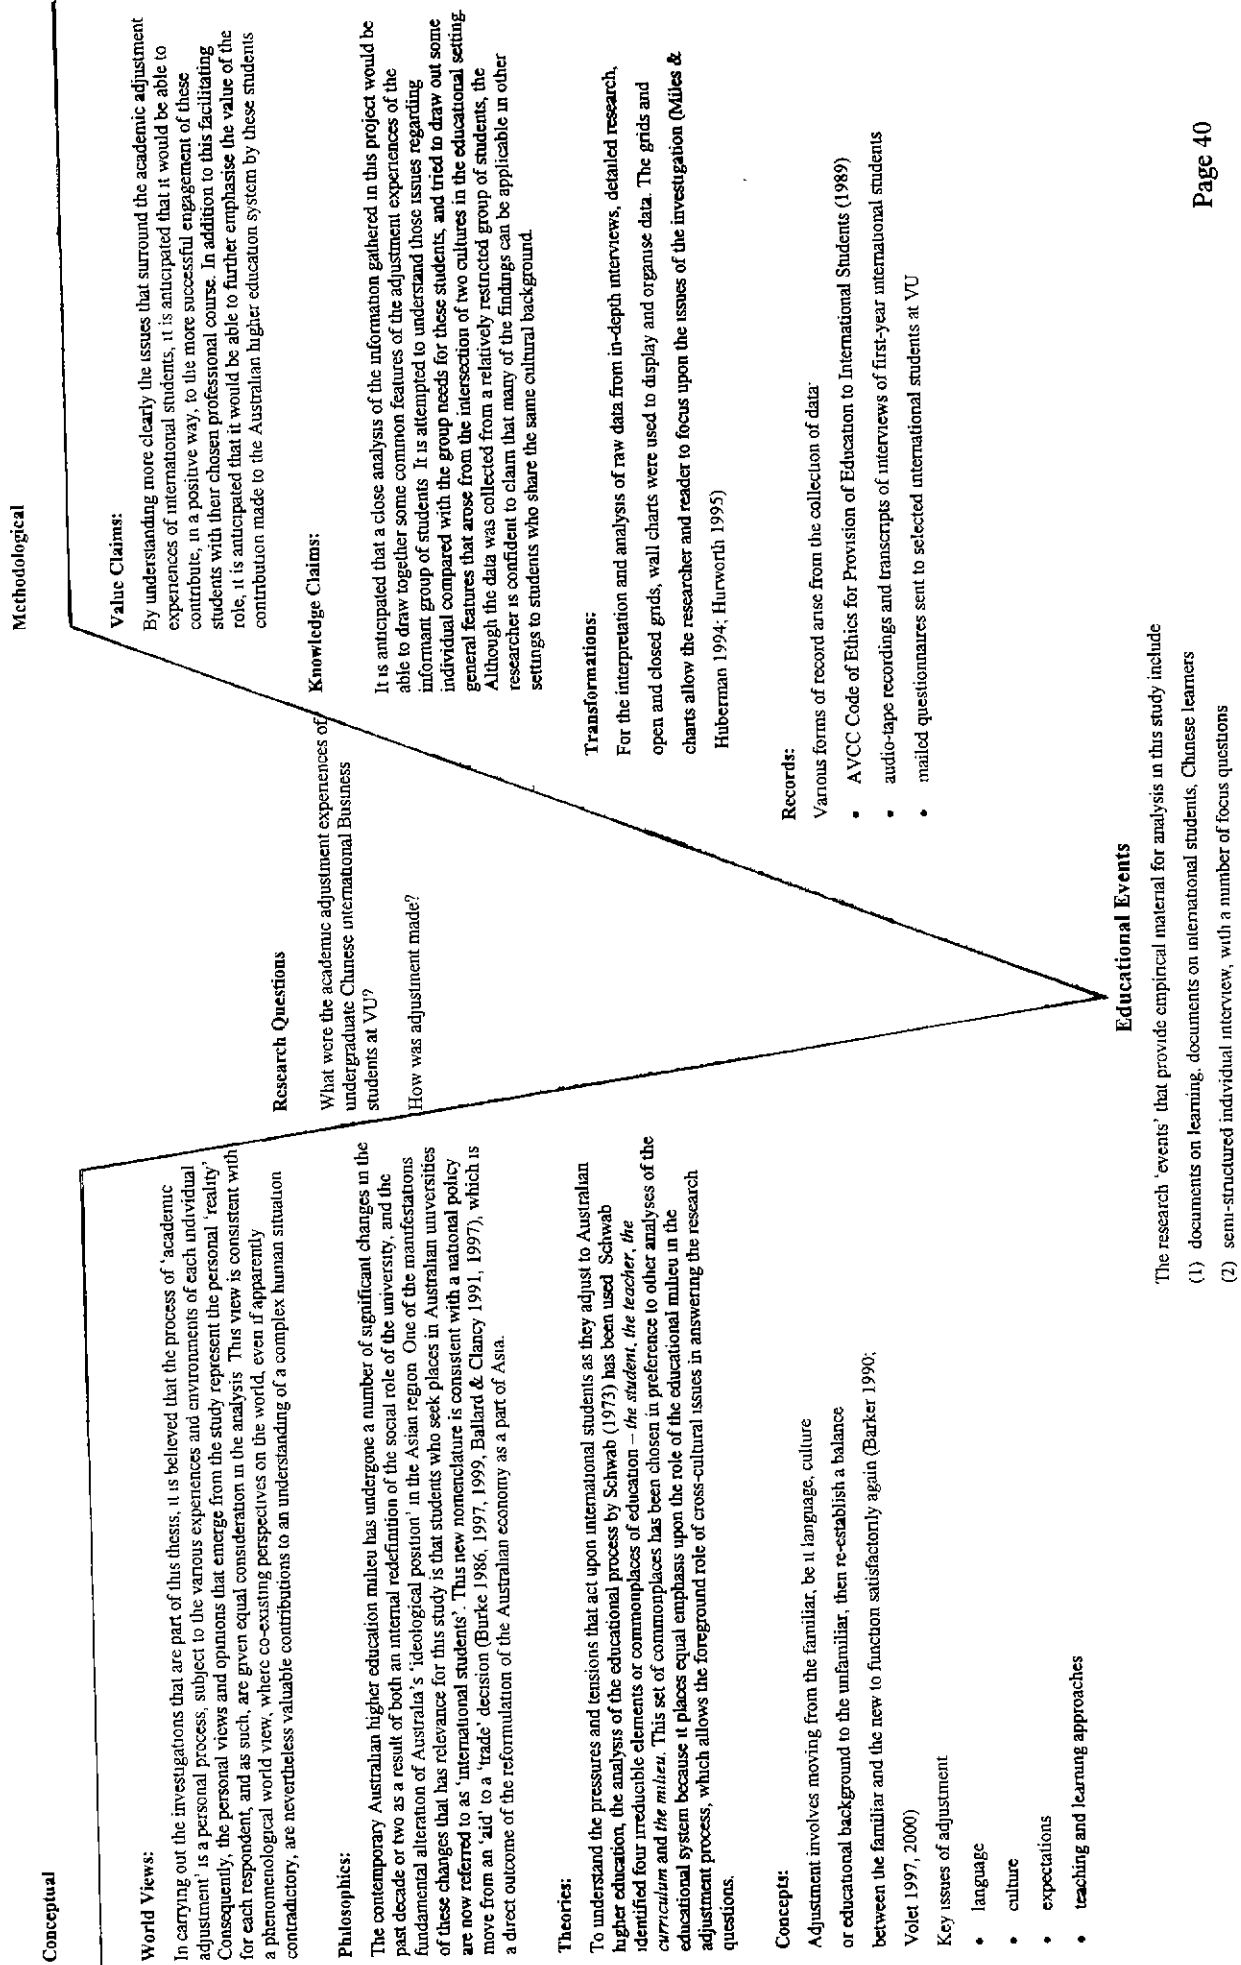 Conceptual
World Views:
In carrying out the investigations that are part of this thesis, it is believed that the process of 'academic
adjustment' is a personal process, subject to the various experiences and environments of each individual
Consequently, the personal views and opinions that emerge from the study represent the personal 'reality'
for each respondent, and as such, are given equal consideration in the analysis This view is consistent with
a phenomenological world view, where co-existing perspectives on the world, even if apparently
contradictory, are nevertheless valuable contributions to an understanding of a complex human situation
Philosophies:
The contemporary Australian higher education milieu has undergone a number of significant changes in the
past decade or two as a result of both an internal redefinition of the social role of the university, and the
fundamental alteration of Australia's 'ideological position' in the Asian region One of the manifestations
of these changes that has relevance for this study is that students who seek places in Australian universities
are now referred to as 'international students'. This new nomenclature is consistent with a national policy
move from an 'aid' to a 'trade' decision (Burke 1986, 1997, 1999, Ballard & Clancy 1991, 1997), which is
a direct outcome of the reformulation of the Australian economy as a part of Asia.
Theories:
To understand the pressures and tensions that act upon international students as they adjust to Australian
higher education, the analysis of the educational process by Schwab (1973) has been used Schwab
identified four irreducible elements or commonplaces of education – the student, the teacher, the
curriculum and the milieu. This set of commonplaces has been chosen in preference to other analyses of the
educational system because it places equal emphasis upon the role of the educational milieu in the
adjustment process, which allows the foreground role of cross-cultural issues in answering the research
questions.
Concepts:
Adjustment involves moving from the familiar, be it language, culture
or educational background to the unfamiliar, then re-establish a balance
between the familiar and the new to function satisfactorily again (Barker 1990;
Volet 1997, 2000)
Key issues of adjustment
• language
• culture
• expectations
• teaching and learning approaches
Research Questions
What were the academic adjustment experiences of
undergraduate Chinese international Business
students at VU?
How was adjustment made?
Methodological
Value Claims:
By understanding more clearly the issues that surround the academic adjustment
experiences of international students, it is anticipated that it would be able to
contribute, in a positive way, to the more successful engagement of these
students with their chosen professional course. In addition to this facilitating
role, it is anticipated that it would be able to further emphasise the value of the
contribution made to the Australian higher education system by these students
Knowledge Claims:
It is anticipated that a close analysis of the information gathered in this project would be
able to draw together some common features of the adjustment experiences of the
informant group of students It is attempted to understand those issues regarding
individual compared with the group needs for these students, and tried to draw out some
general features that arose from the intersection of two cultures in the educational setting.
Although the data was collected from a relatively restricted group of students, the
researcher is confident to claim that many of the findings can be applicable in other
settings to students who share the same cultural background.
Transformations:
For the interpretation and analysis of raw data from in-depth interviews, detailed research,
open and closed grids, wall charts were used to display and organise data. The grids and
charts allow the researcher and reader to focus upon the issues of the investigation (Miles &
Huberman 1994; Hurworth 1995)
Records:
Various forms of record arise from the collection of data
• AVCC Code of Ethics for Provision of Education to International Students (1989)
• audio-tape recordings and transcripts of interviews of first-year international students
• mailed questionnaires sent to selected international students at VU
Educational Events
The research 'events' that provide empirical material for analysis in this study include
(1) documents on learning, documents on international students, Chinese learners
(2) semi-structured individual interview, with a number of focus questions
Page 40